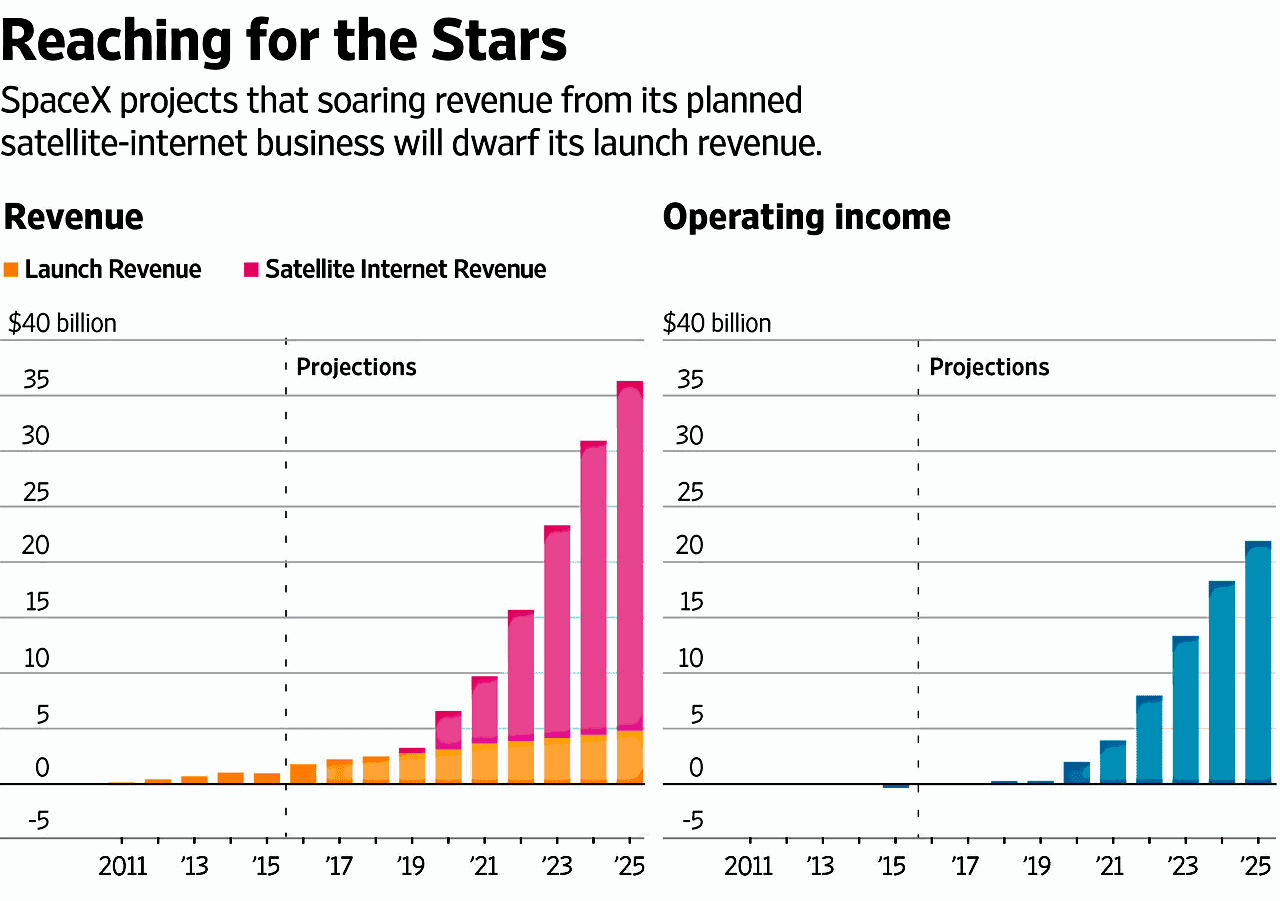 Reaching for the Stars
SpaceX projects that soaring revenue from its planned
satellite-internet business will dwarf its launch revenue.
Revenue
Launch Revenue
Satellite Internet Revenue
$40 billion
Projections
35
30
25
20
15
10
5
0
-5
2011 ’13 ’15 ’17 ’19 ’21 ’23 ’25
Operating income
$40 billion
Projections
35
30
25
20
15
10
5
0
-5
2011 ’13 ’15 ’17 ’19 ’21 ’23 ’25